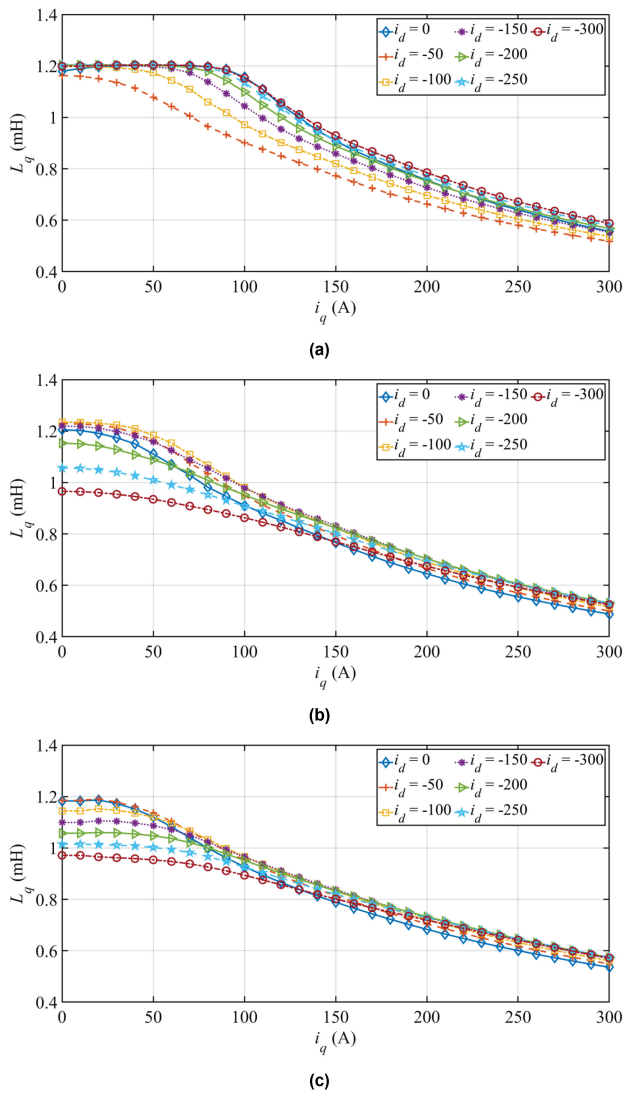 1.4
1.2
1
0.8
0.6
0.4
L_q (mH)
i_d = 0 i_d = -150 i_d = -300
i_d = -50 i_d = -200
i_d = -100 i_d = -250
0 50 100 150 200 250 300
i_q (A)
(a)
1.4
1.2
1
0.8
0.6
0.4
L_q (mH)
i_d = 0 i_d = -150 i_d = -300
i_d = -50 i_d = -200
i_d = -100 i_d = -250
0 50 100 150 200 250 300
i_q (A)
(b)
1.4
1.2
1
0.8
0.6
0.4
L_q (mH)
i_d = 0 i_d = -150 i_d = -300
i_d = -50 i_d = -200
i_d = -100 i_d = -250
0 50 100 150 200 250 300
i_q (A)
(c)